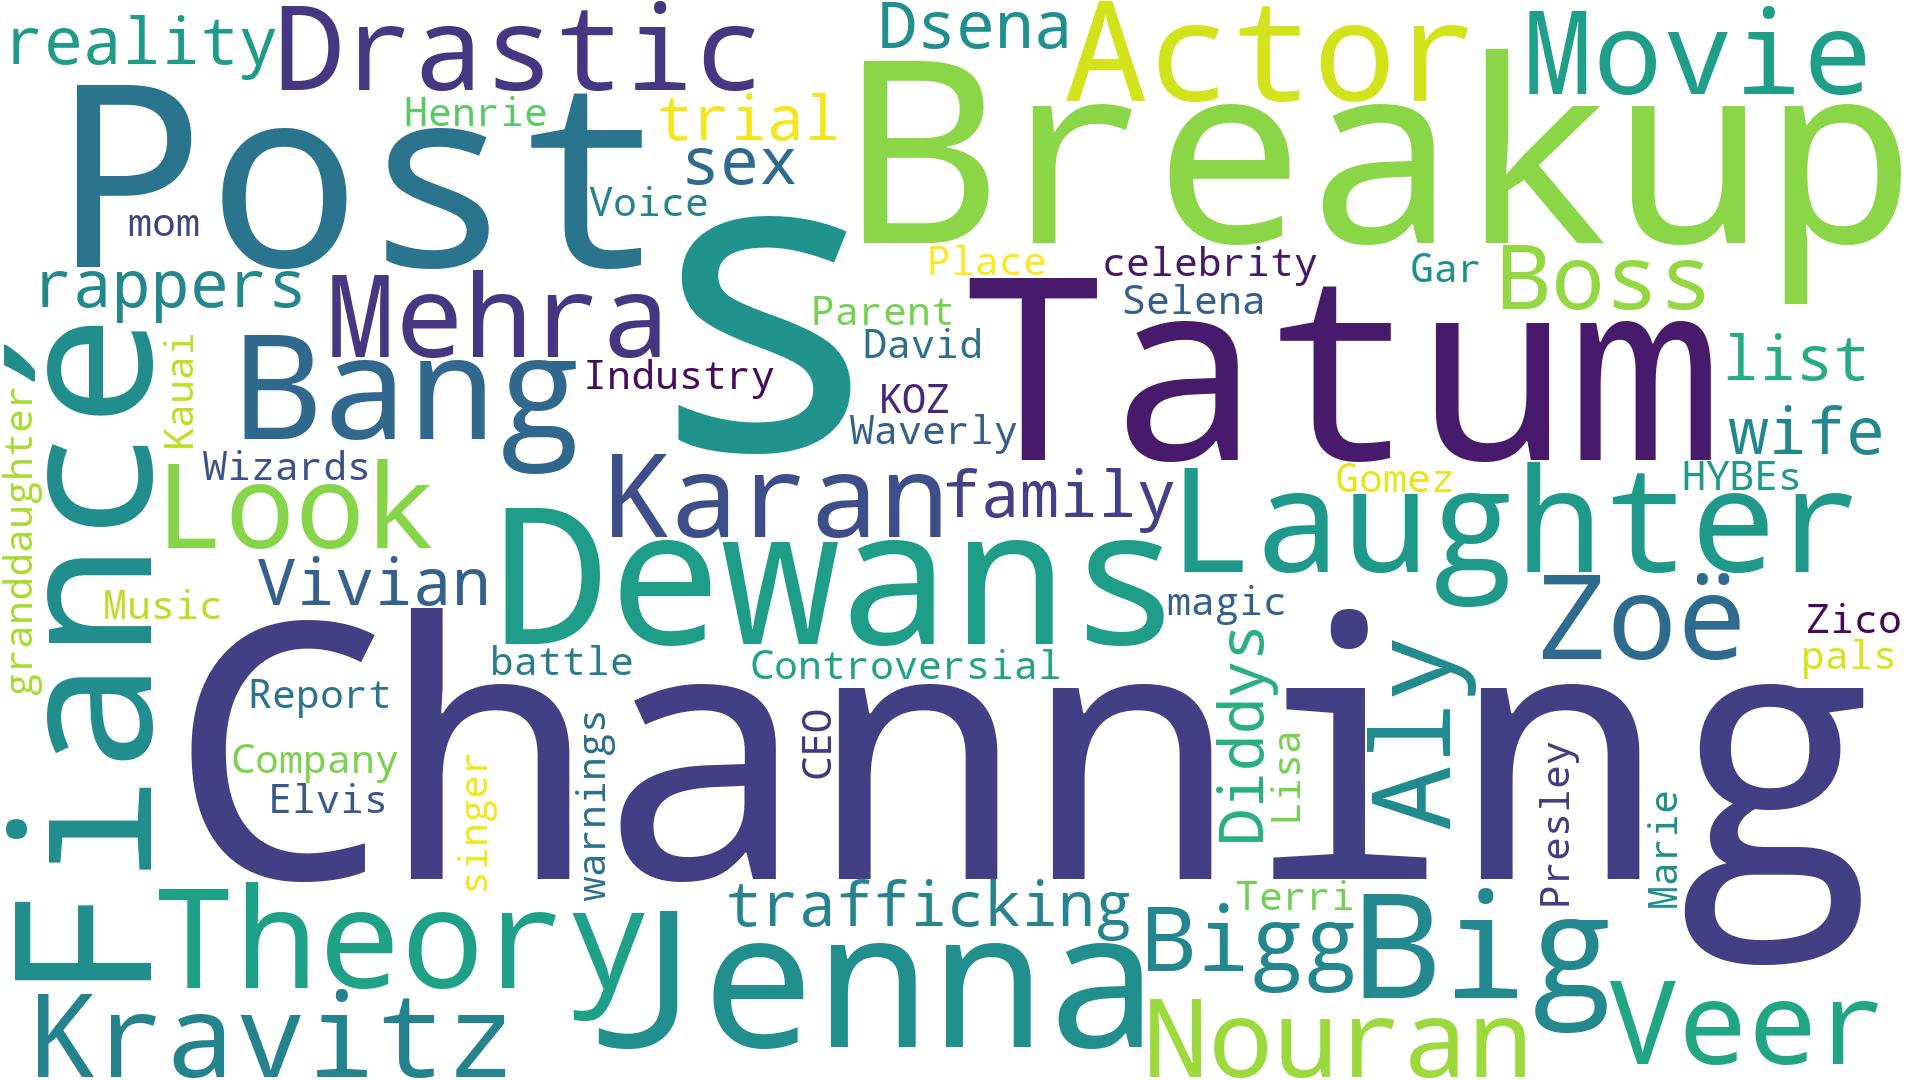 reality
Drastic
Dsena
Actor
Movie
Post
Henrie
trial
Breakup
sex
Voice
mom
S
Place
celebrity
Gar
Boss
rappers
Mehra
Parent
Selena
Tatum
Fiancé
granddaughter
Kauai
Bang
Industry
David
KOZ
Waverly
list
wife
Wizards
Look
Karan
family
Gomez
HYBEs
Laughter
Vivian
Dewans
magic
Zoë
Music
Zico
pals
Channing
battle
Controversial
Diddys
Aly
Report
Company
Elvis
singer
warnings
CEO
Lisa
Presley
Marie
Theory
trafficking
Terri
Jenna
Bigg
Big
Kravitz
Nouran
Veer